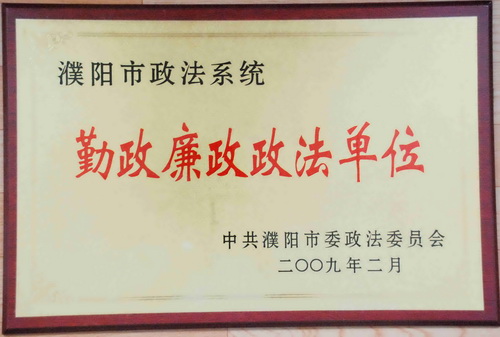 濮阳市政法系统
勤政廉政政法单位
中共濮阳市委政法委员会
二〇〇九年二月